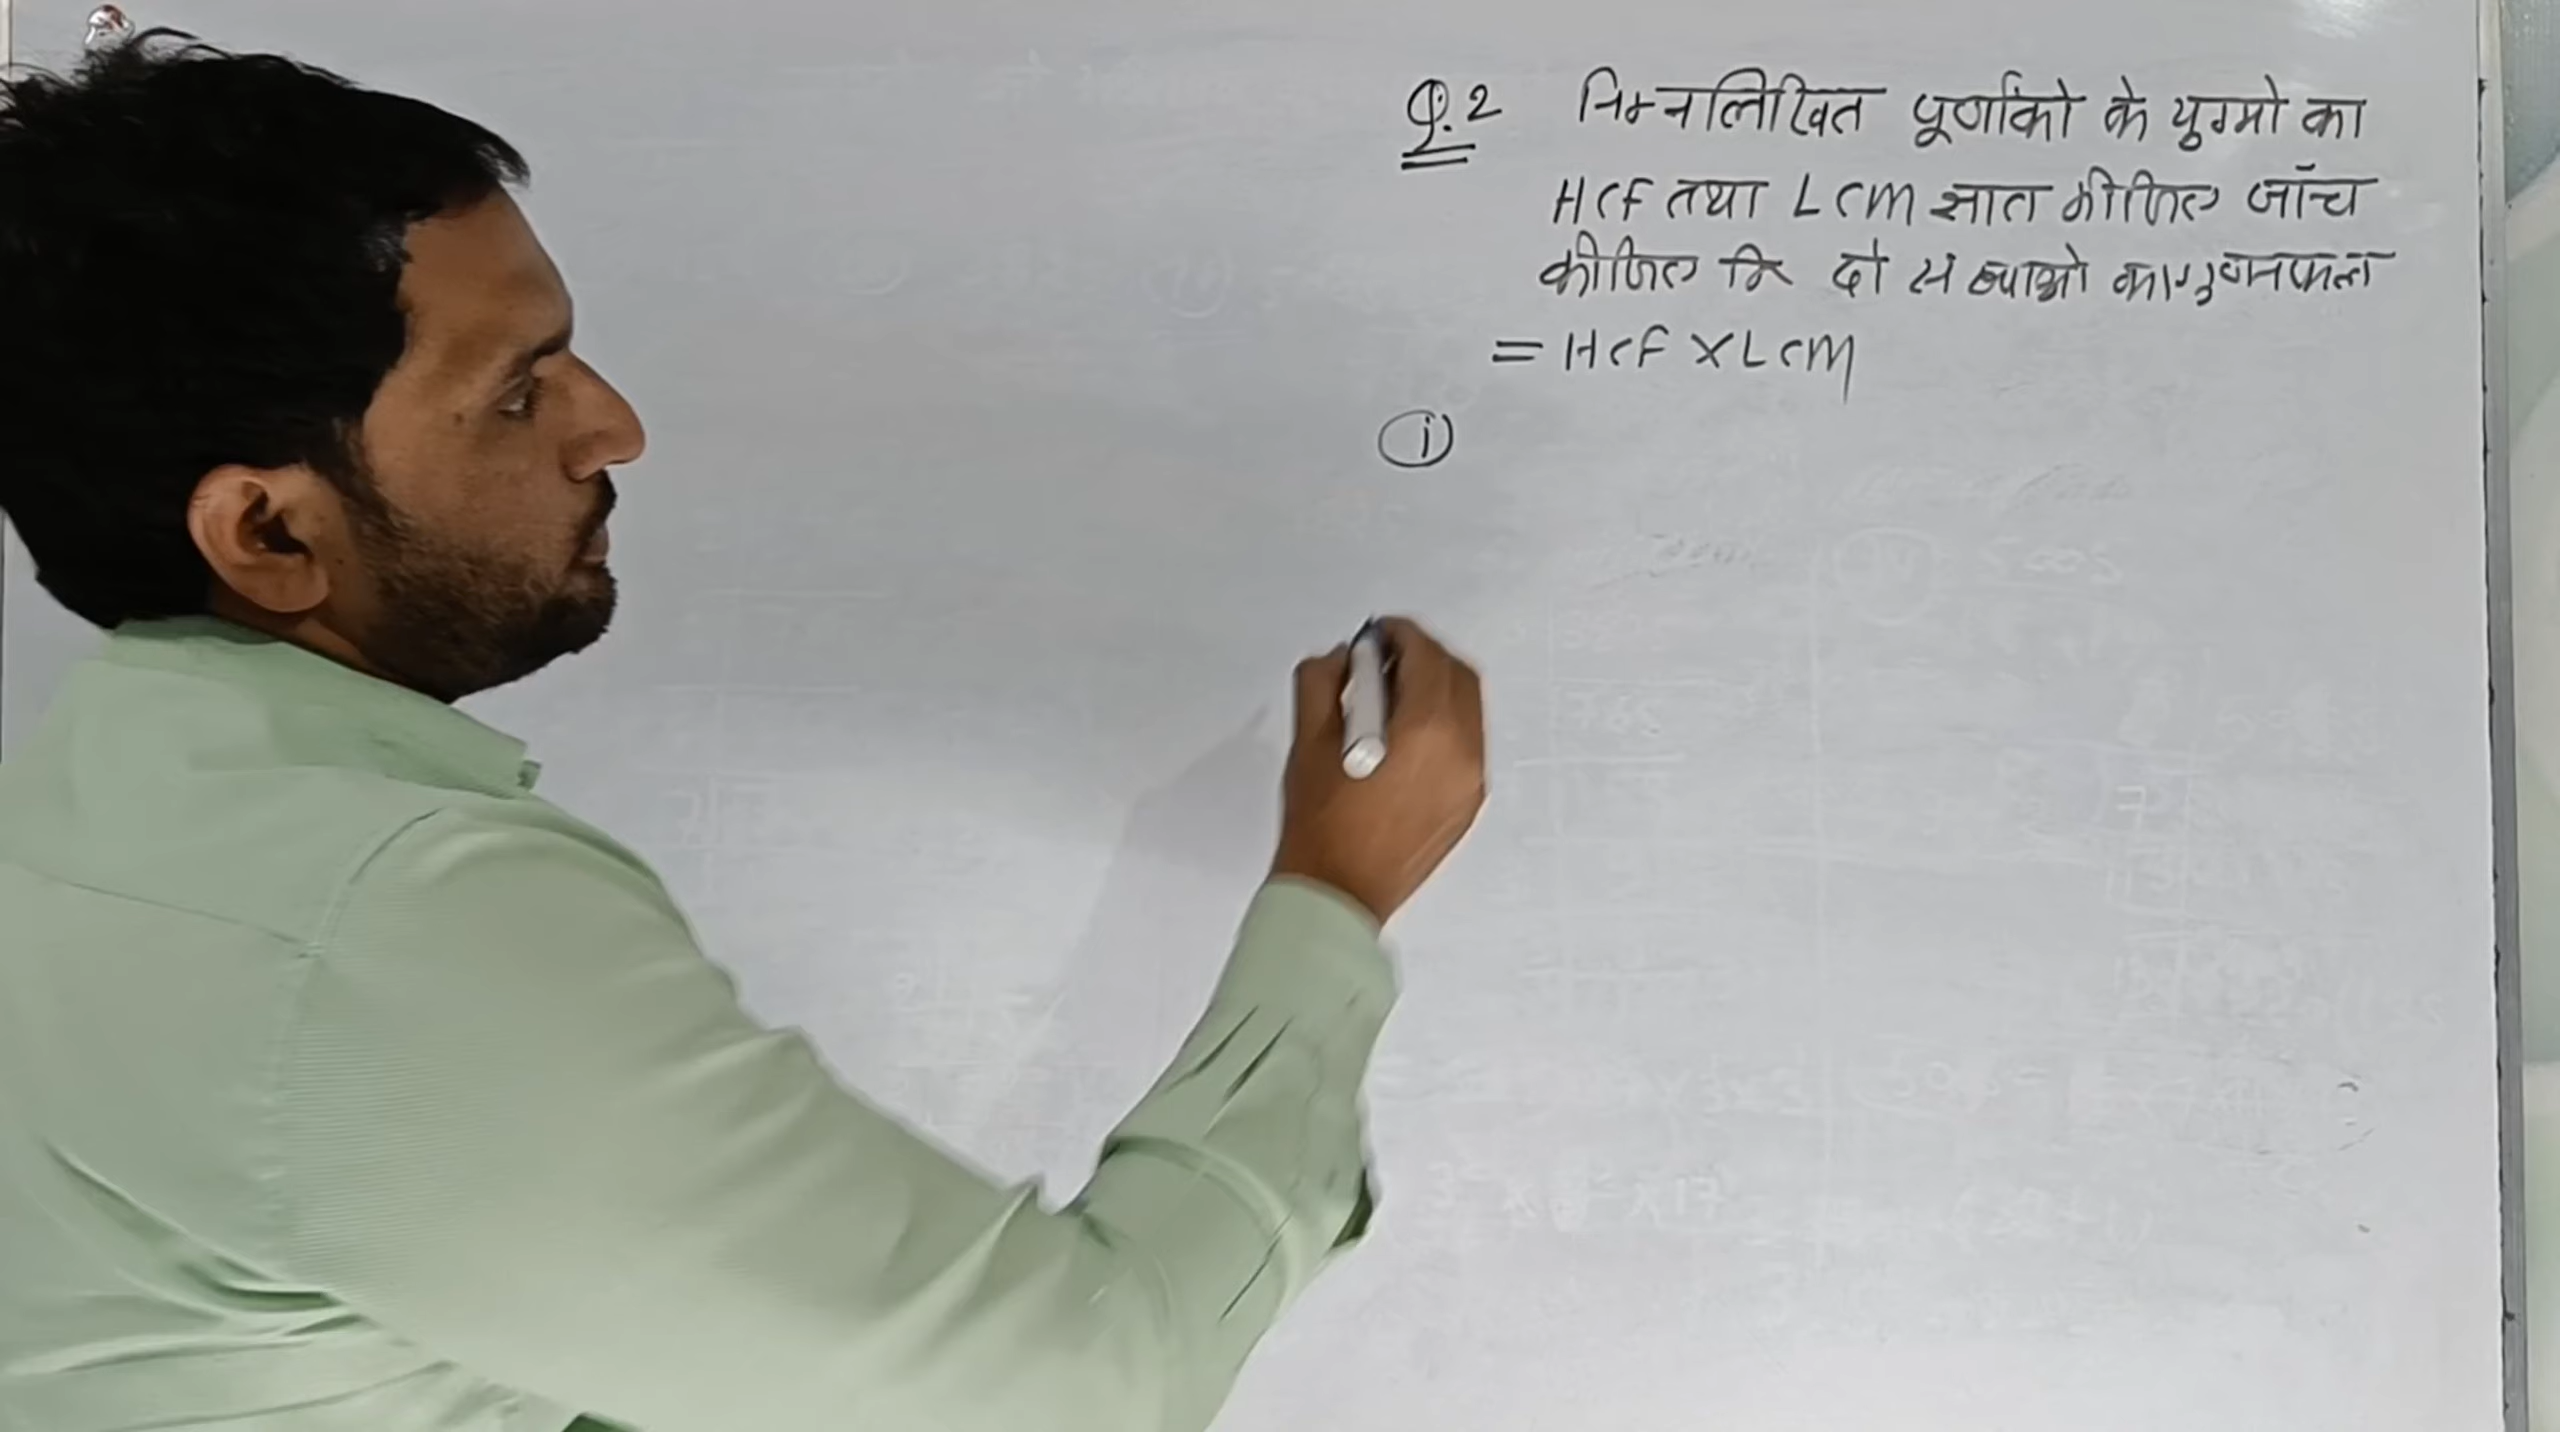 Q.2 निम्नलिखित पूर्णांको के युग्मो का
HCF तथा LCM ज्ञात कीजिए जाँच
कीजिए कि दो संख्याओ का गुणनफल
= HCF × LCM
(i)